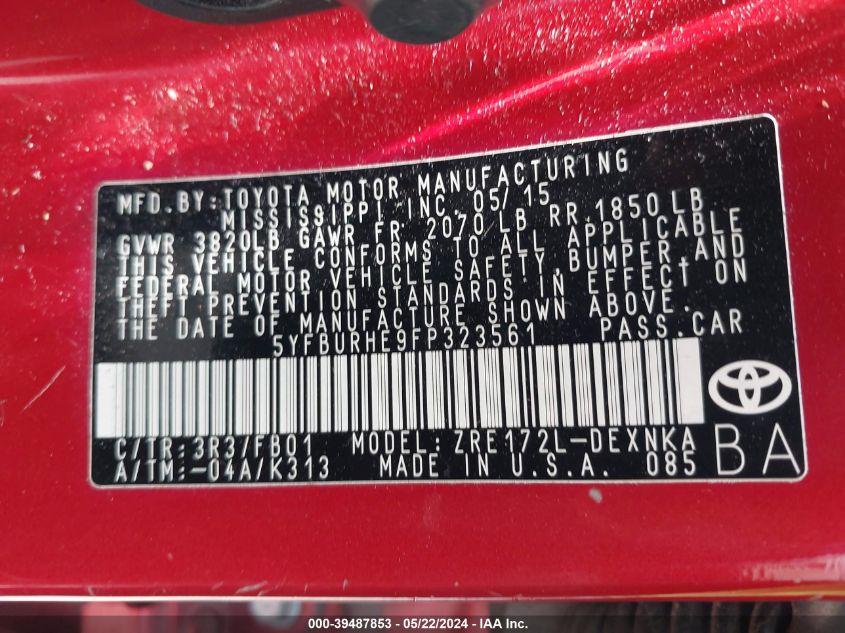 MFD. BY: TOYOTA MOTOR MANUFACTURING
MISSISSIPPI INC. 05/15
GVWR 3820LB GAWR FR 2070LB RR 1850LB
THIS VEHICLE CONFORMS TO ALL APPLICABLE
FEDERAL MOTOR VEHICLE SAFETY, BUMPER, AND
THEFT PREVENTION STANDARDS IN EFFECT ON
THE DATE OF MANUFACTURE SHOWN ABOVE.
5YFBURHE9FP323561 PASS. CAR
C/TR: 3R3/FB01 MODEL: ZRE172L-DEXNKA
A/TM: -04A/K313 MADE IN U.S.A. 085 BA
000-39487853 - 05/22/2024 - IAA Inc.